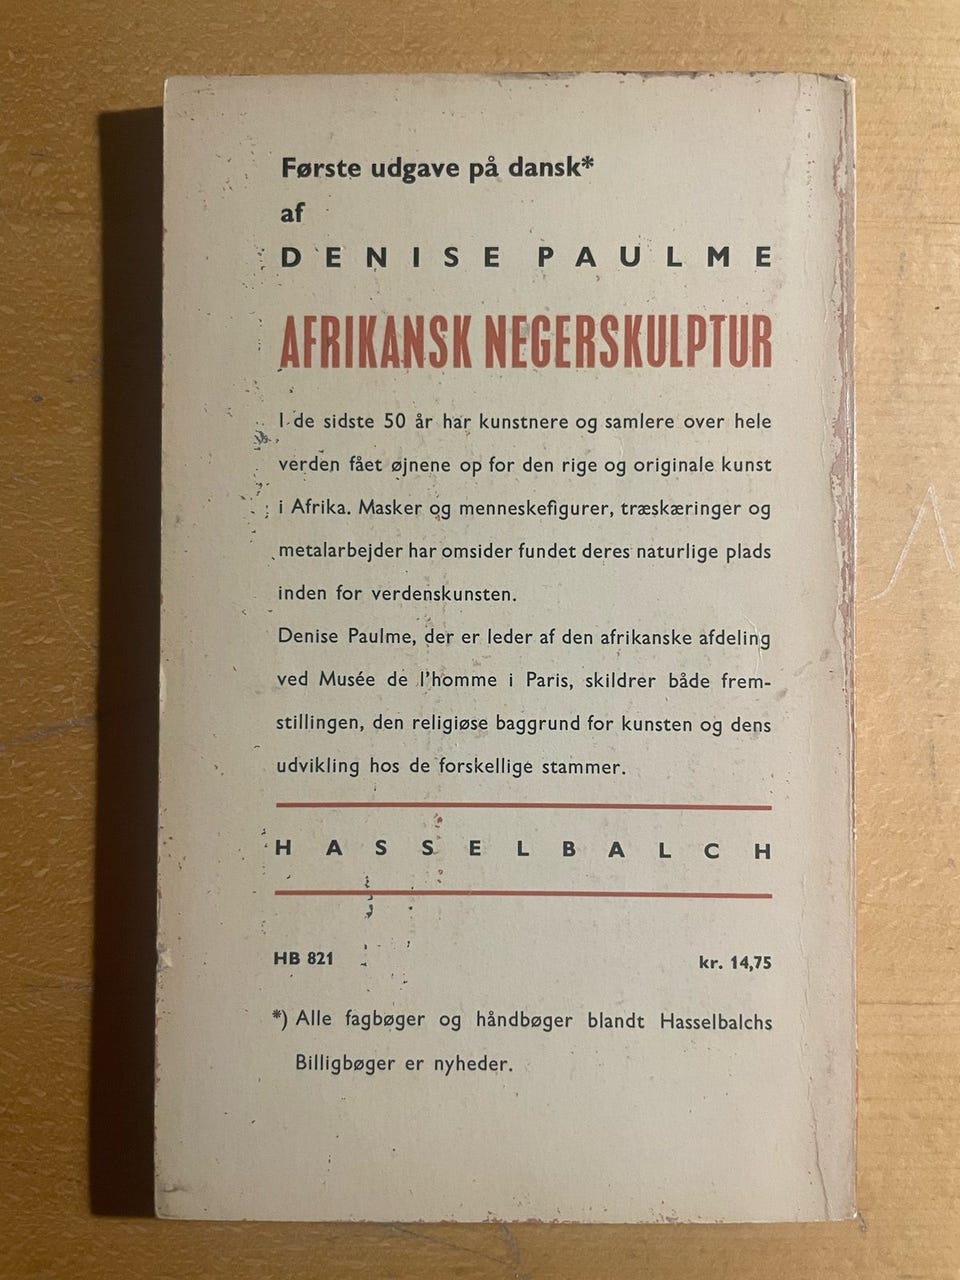 Første udgave på dansk*
af
DENISE PAULME
AFRIKANSK NEGERSKULPTUR
I de sidste 50 år har kunstnere og samlere over hele
verden fået øjnene op for den rige og originale kunst
i Afrika. Masker og menneskefigurer, træskæringer og
metalarbejder har omsider fundet deres naturlige plads
inden for verdenskunsten.
Denise Paulme, der er leder af den afrikanske afdeling
ved Musée de l'homme i Paris, skildrer både frem-
stillingen, den religiøse baggrund for kunsten og dens
udvikling hos de forskellige stammer.
HASSELBALCH
HB 821 kr. 14,75
*) Alle fagbøger og håndbøger blandt Hasselbalchs
Billigbøger er nyheder.